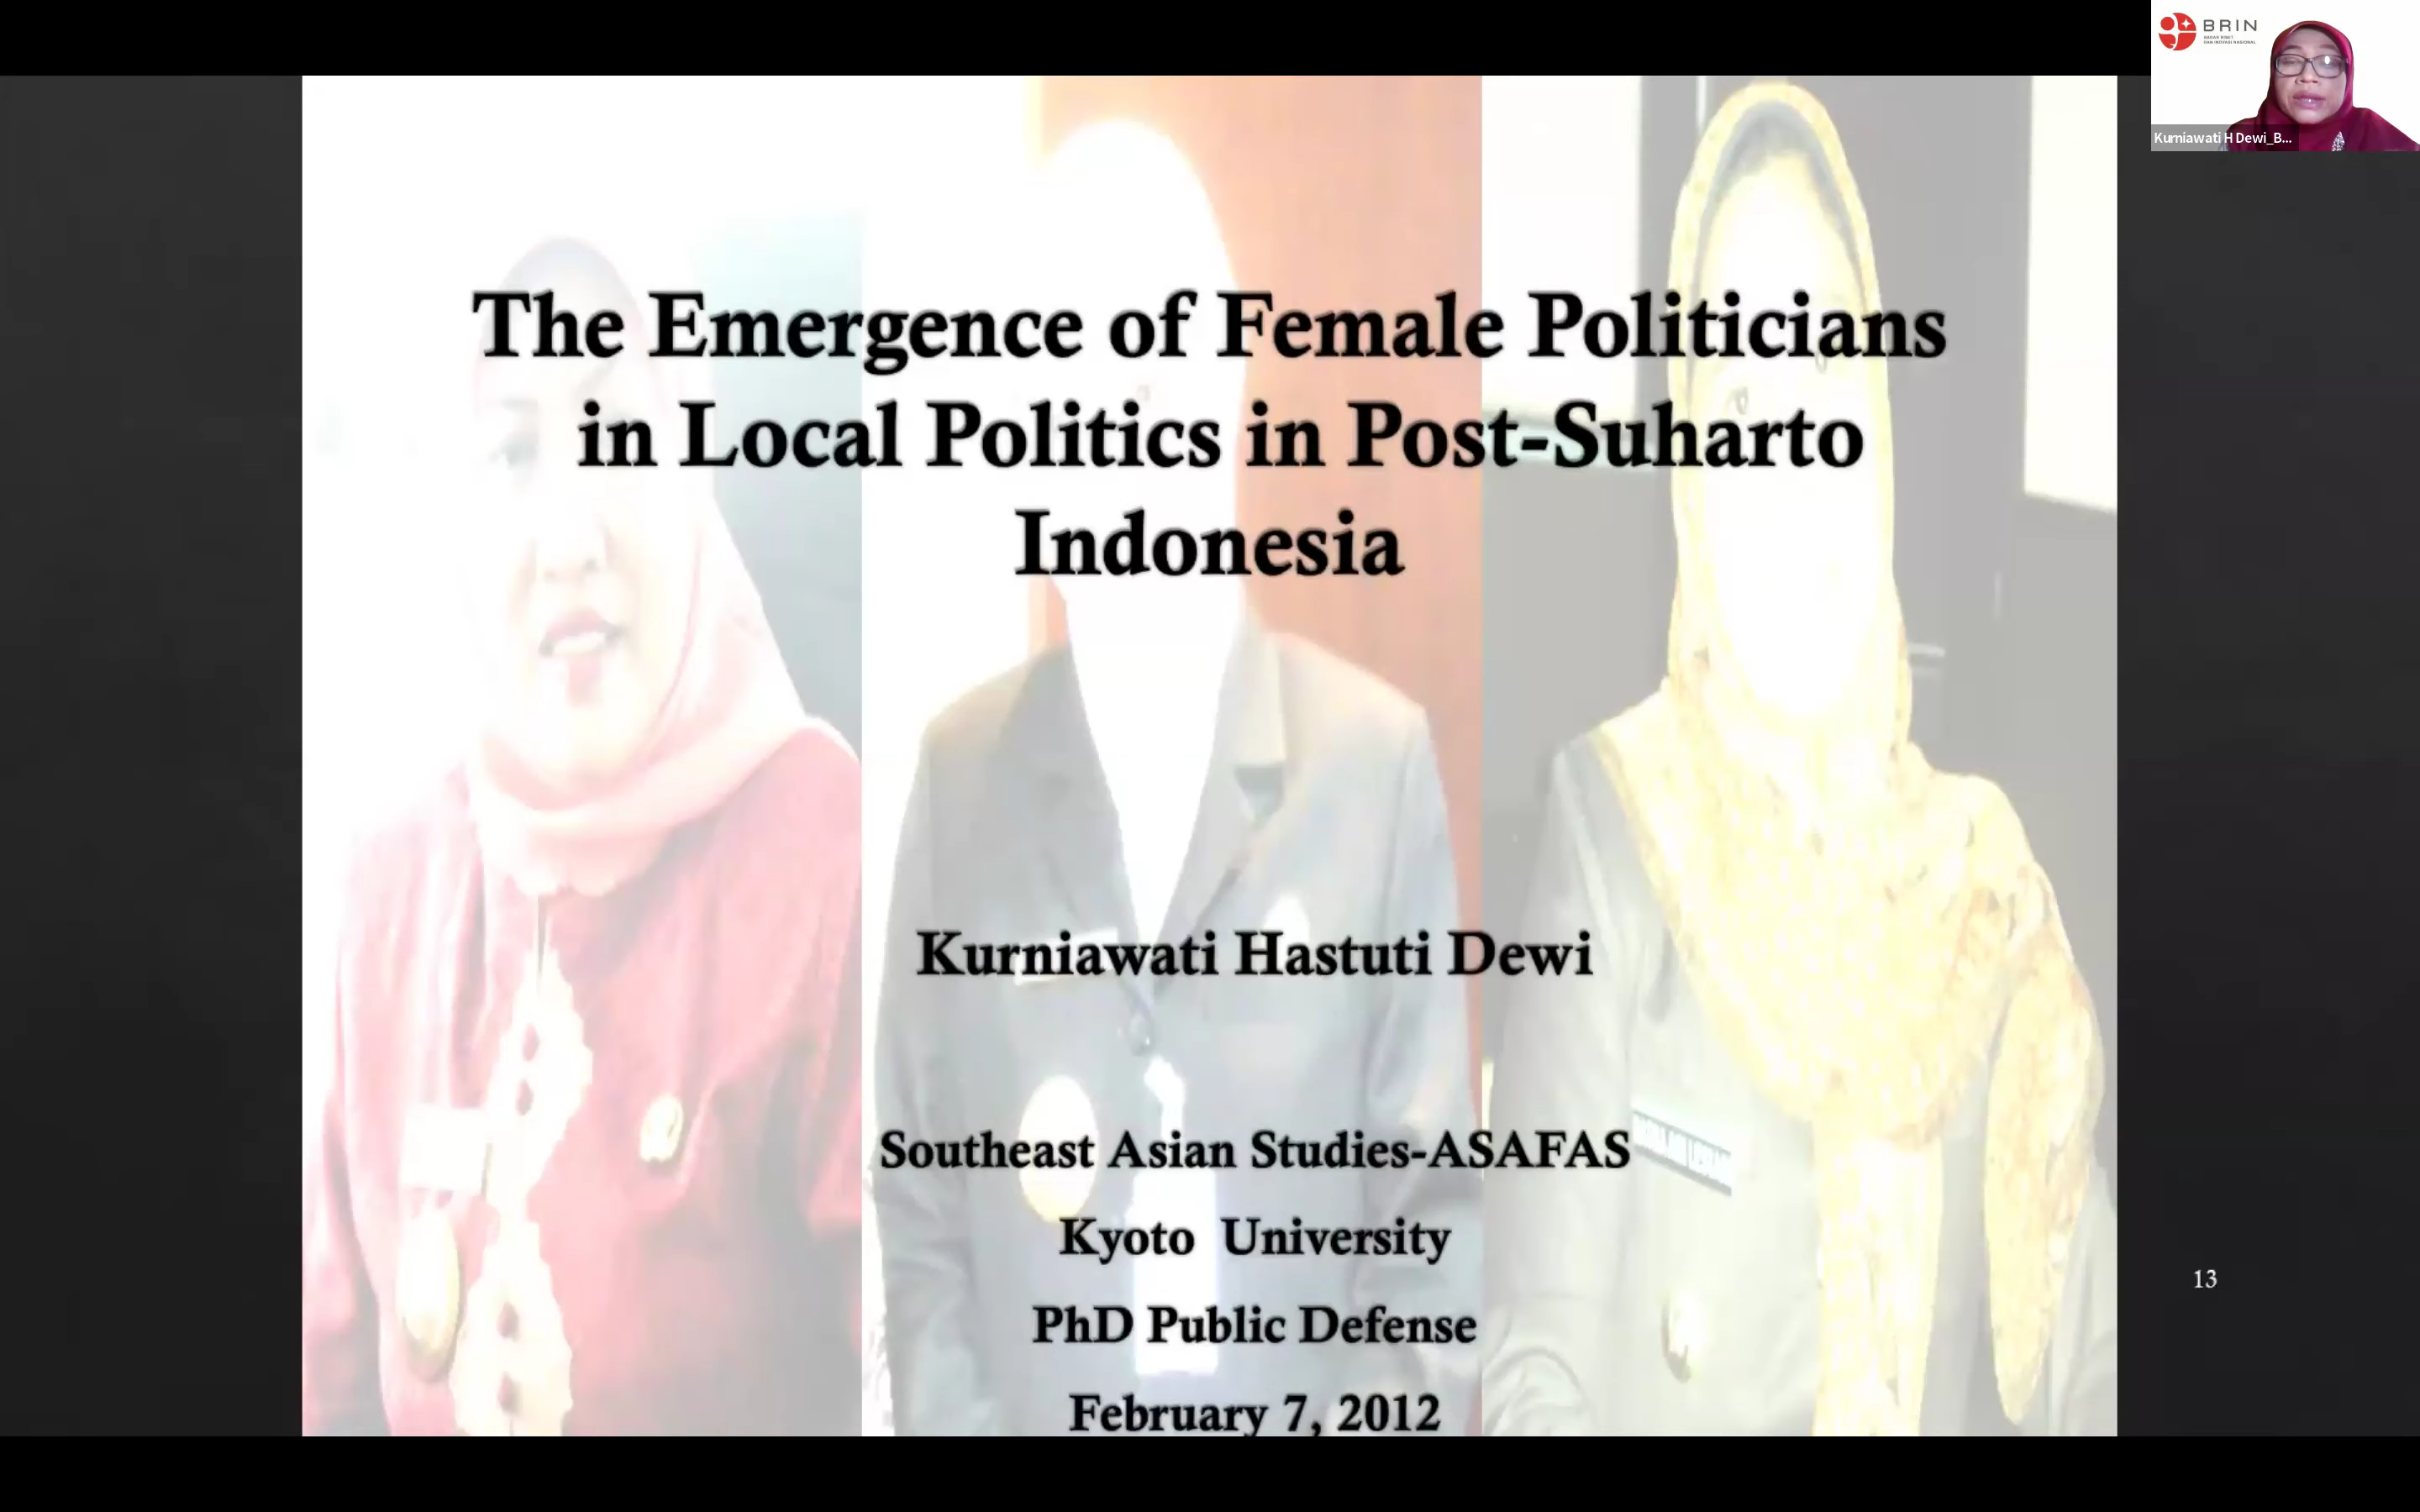 BRIN
Kurniawati H Dewi_B...
The Emergence of Female Politicians
in Local Politics in Post-Suharto
Indonesia
Kurniawati Hastuti Dewi
Southeast Asian Studies-ASAFAS
Kyoto University
PhD Public Defense
February 7, 2012
13